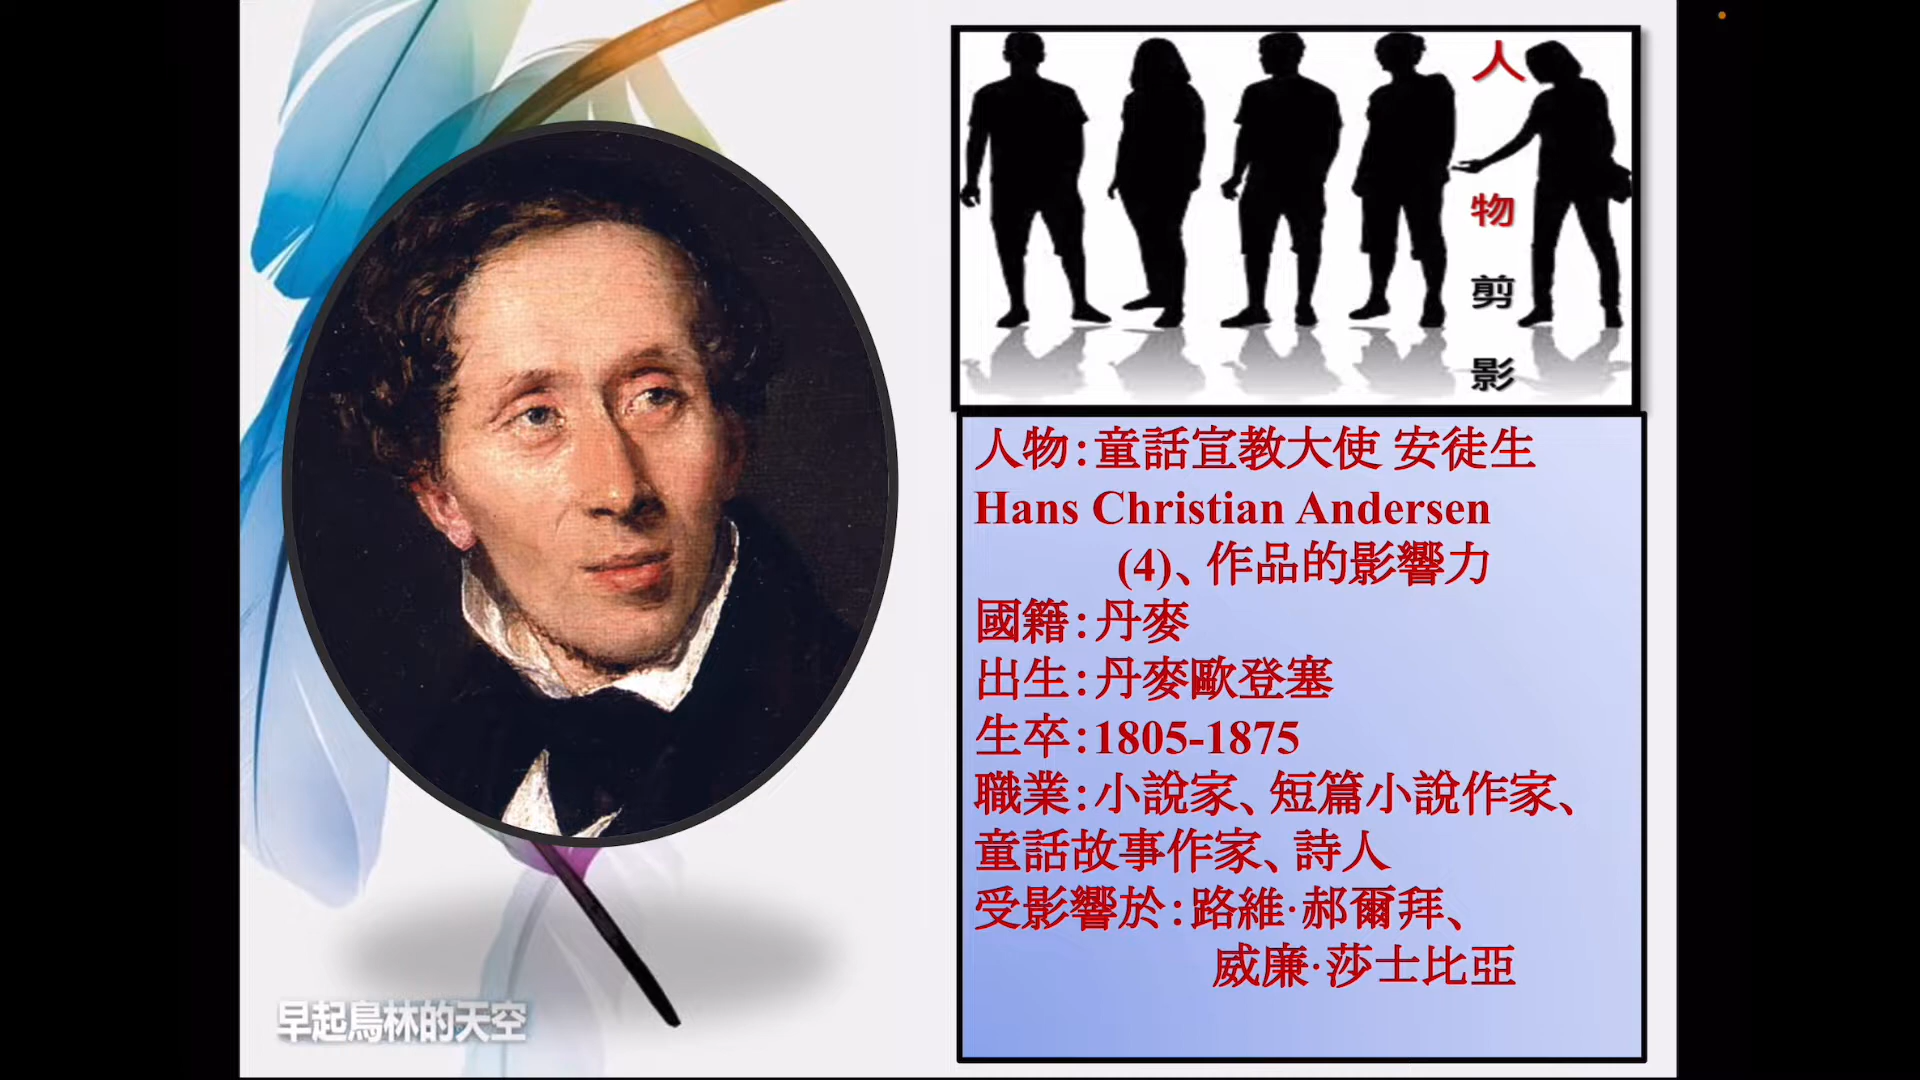 人
物
剪
影
人物：童話宣教大使 安徒生
Hans Christian Andersen
(4)、作品的影響力
國籍：丹麥
出生：丹麥歐登塞
生卒：1805-1875
職業：小說家、短篇小說作家、
童話故事作家、詩人
受影響於：路維·郝爾拜、
威廉·莎士比亞
早起鳥林的天空